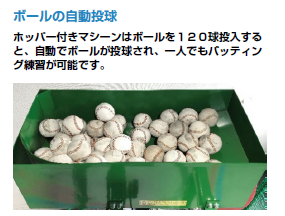 ボールの自動投球
ホッパー付きマシーンはボールを１２０球投入する
と、自動でボールが投球され、一人でもバッティン
グ練習が可能です。